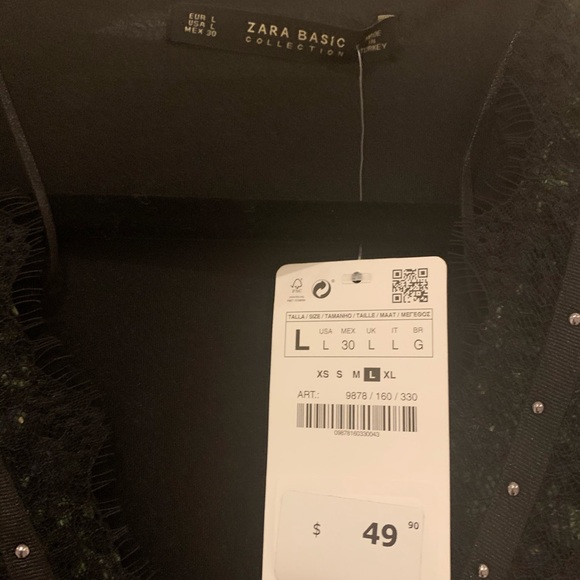 EUR L
USA L
MEX 30
ZARA BASIC
COLLECTION
MADE
IN
TURKEY
TALLA / SIZE / TAMANHO / TAILLE / MAAT / ΜΕΓΕΘΟΣ
L
USA MEX UK IT BR
L 30 L L G
XS S M L XL
ART.: 9878 / 160 / 330
09878160330043
$ 49 90